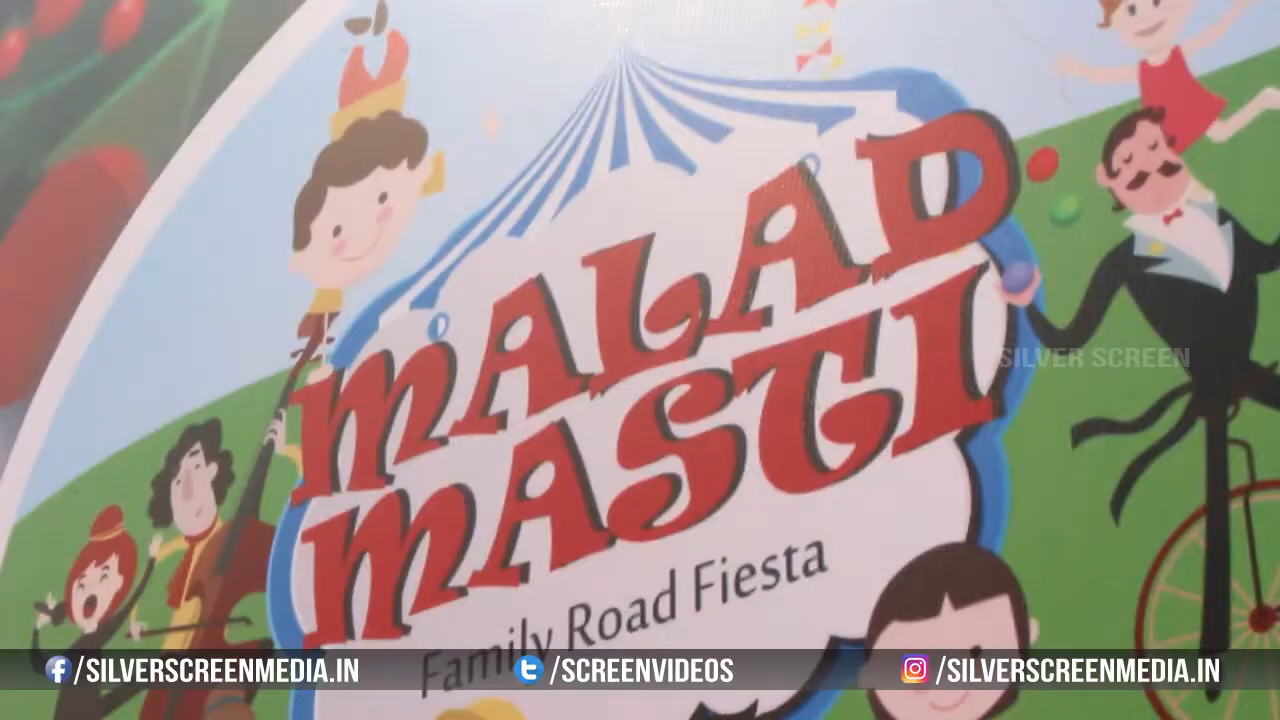 MALAD
MASTI
Family Road Fiesta
SILVER SCREEN
/SILVERSCREENMEDIA.IN
/SCREENVIDEOS
/SILVERSCREENMEDIA.IN